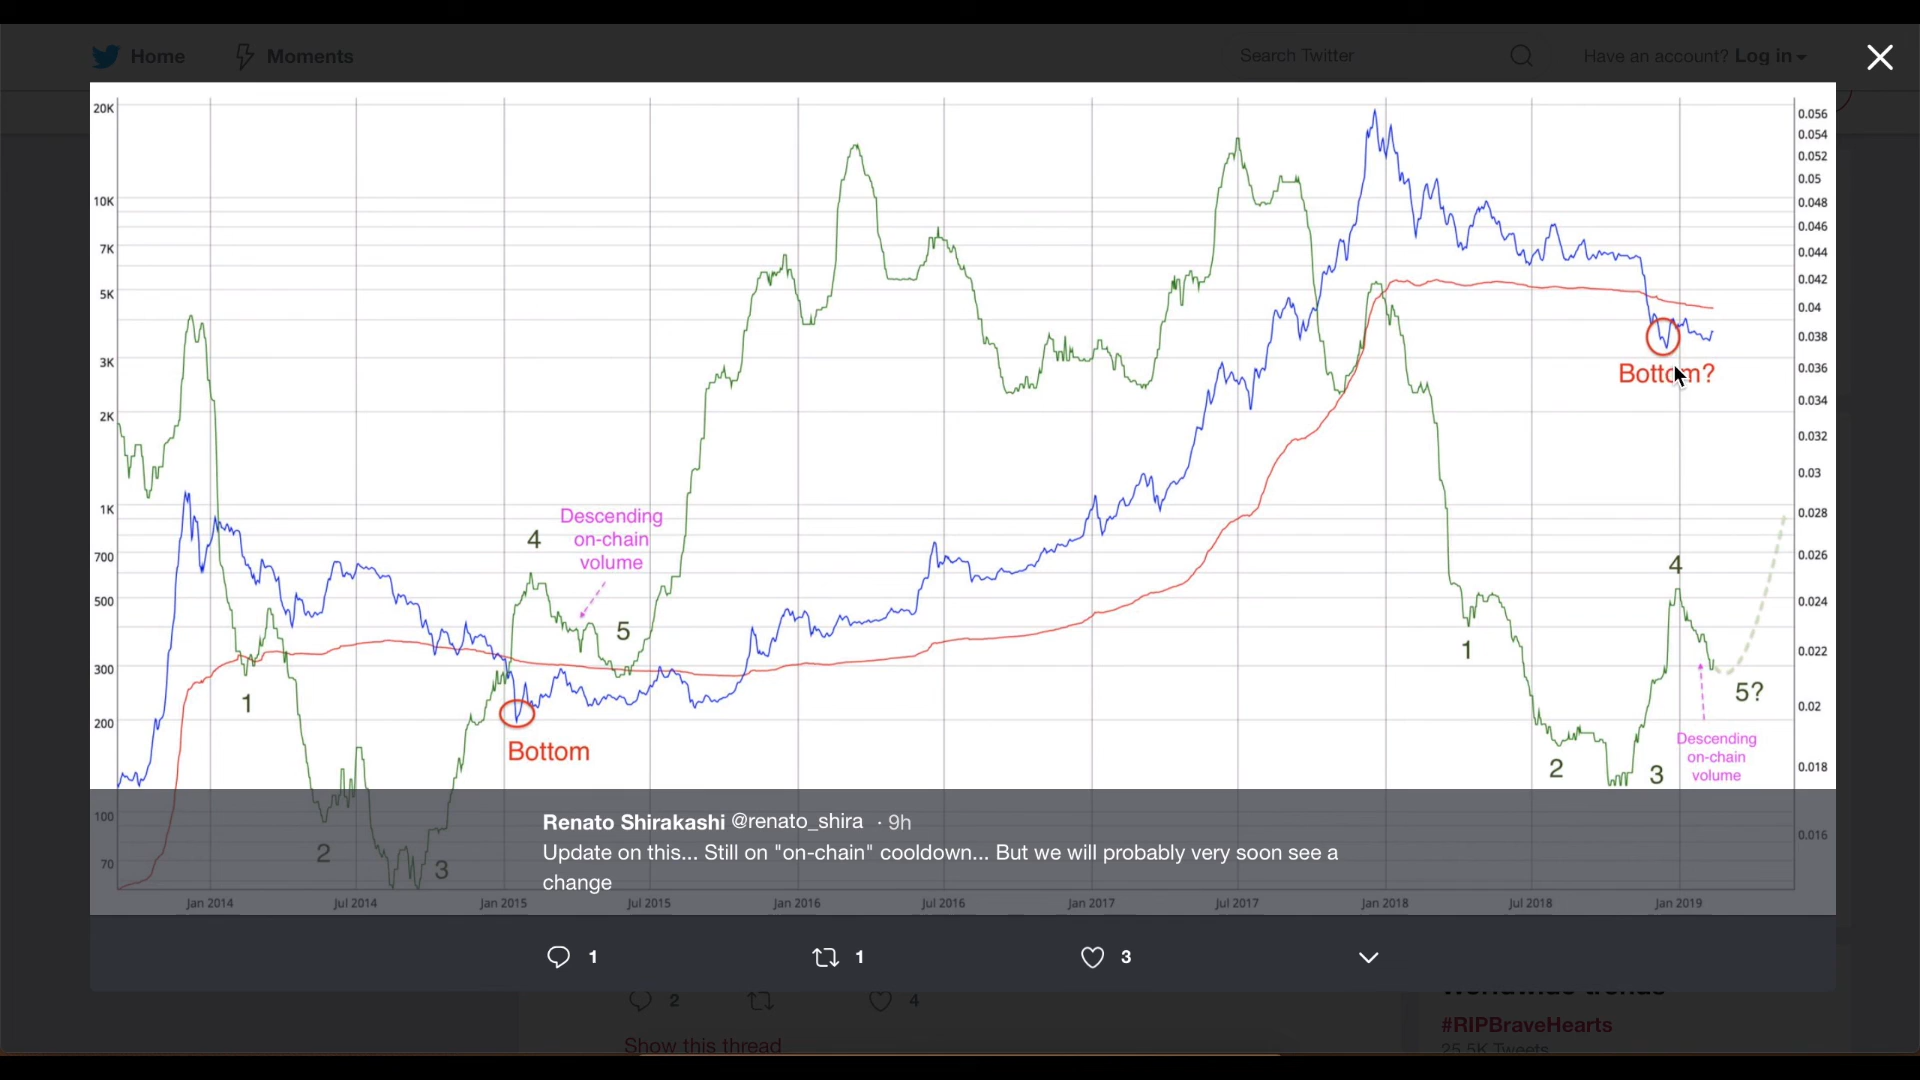 Home
Moments
Search Twitter
Have an account? Log in
20K
10K
7K
5K
3K
2K
1K
700
500
300
200
100
70
0.056
0.054
0.052
0.05
0.048
0.046
0.044
0.042
0.04
0.038
0.036
0.034
0.032
0.03
0.028
0.026
0.024
0.022
0.02
0.018
0.016
Bottom?
Descending
on-chain
volume
4
5
1
Bottom
2
3
4
1
5?
2
3
Descending
on-chain
volume
Renato Shirakashi @renato_shira · 9h
Update on this... Still on "on-chain" cooldown... But we will probably very soon see a
change
Jan 2014
Jul 2014
Jan 2015
Jul 2015
Jan 2016
Jul 2016
Jan 2017
Jul 2017
Jan 2018
Jul 2018
Jan 2019
1
1
3
2
4
Show this thread
#RIPBraveHearts
25.5K Tweets